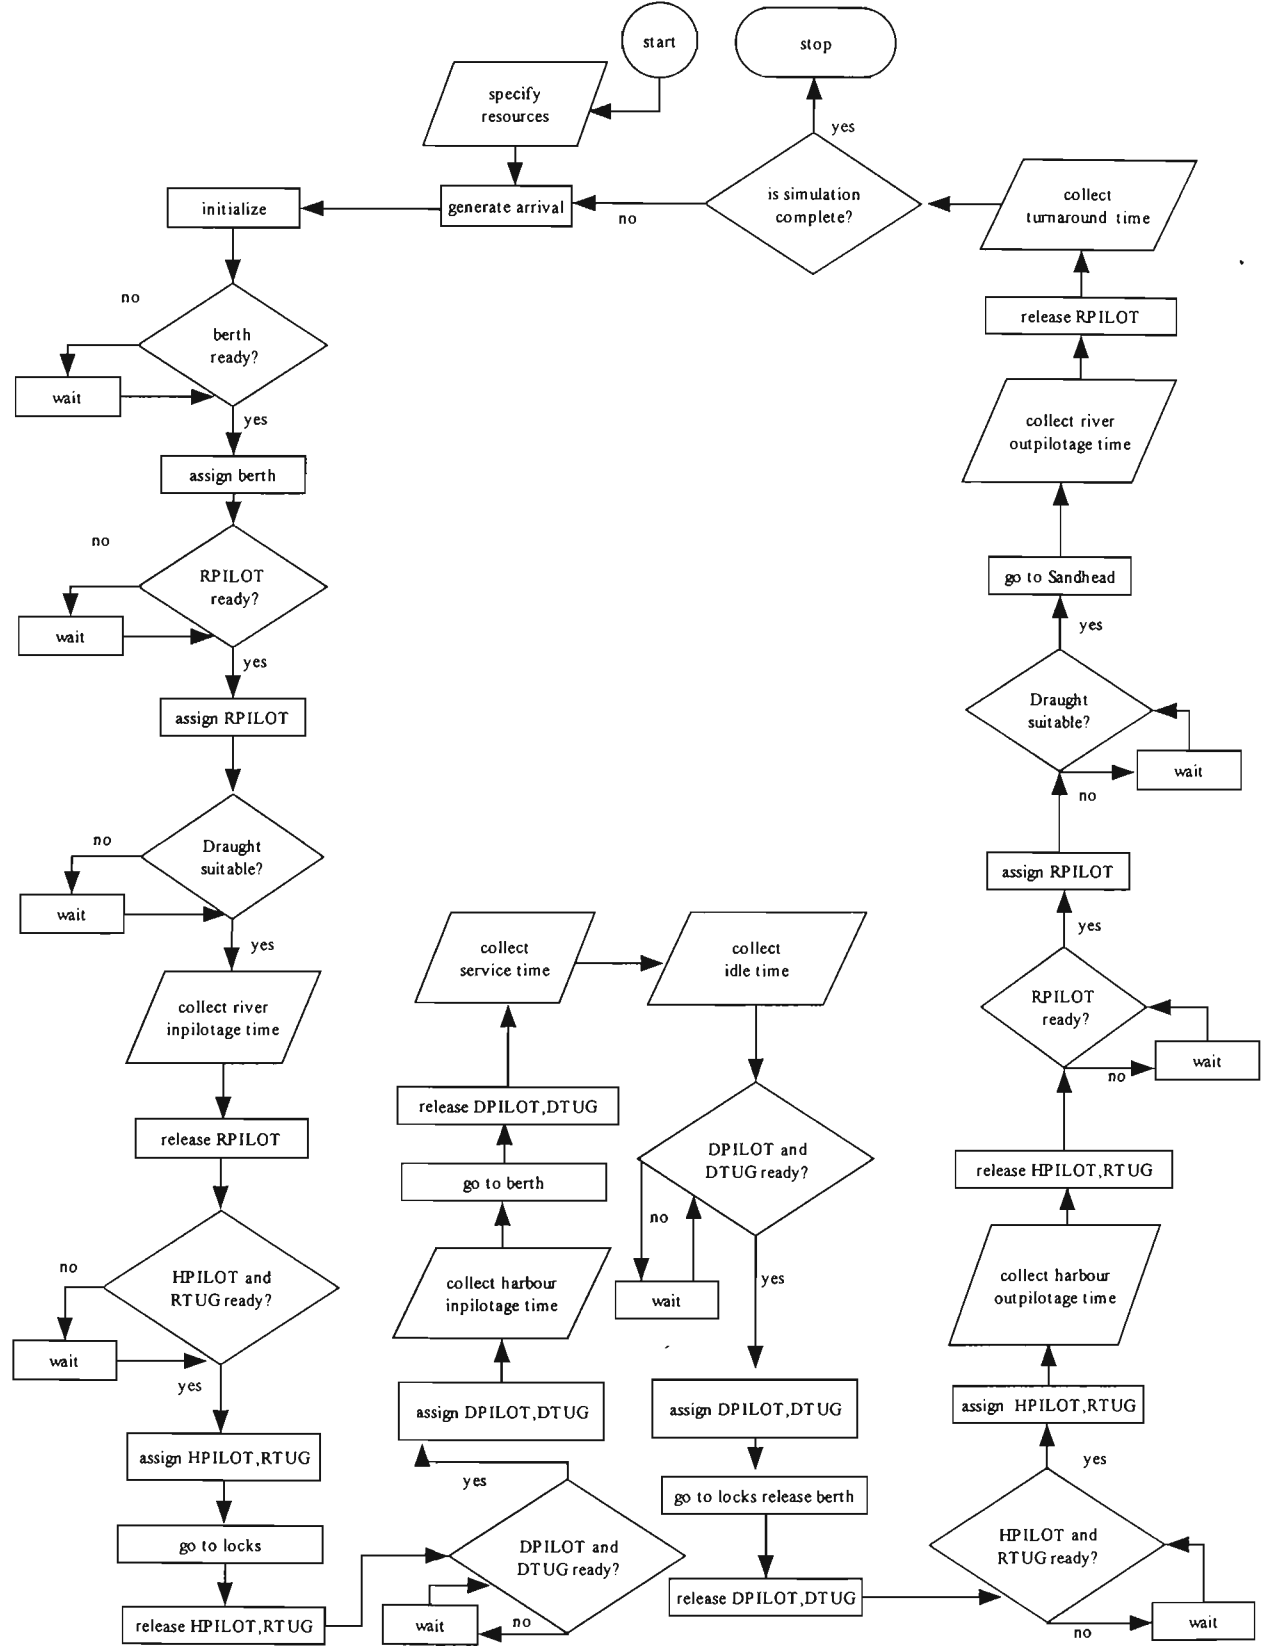 start
stop
specify
resources
yes
is simulation
complete?
no
generate arrival
initialize
no
berth
ready?
wait
yes
assign berth
no
RPILOT
ready?
wait
yes
assign RPILOT
no
Draught
suitable?
wait
yes
collect river
inpilotage time
release RPILOT
no
HPILOT and
RTUG ready?
wait
yes
assign HPILOT,RTUG
go to locks
release HPILOT,RTUG
DPILOT and
DTUG ready?
wait
no
yes
assign DPILOT,DTUG
collect harbour
inpilotage time
go to berth
release DPILOT,DTUG
collect
service time
collect
idle time
DPILOT and
DTUG ready?
no
wait
yes
assign DPILOT,DTUG
go to locks release berth
release DPILOT,DTUG
HPILOT and
RTUG ready?
no
wait
yes
assign HPILOT,RTUG
collect harbour
outpilotage time
release HPILOT,RTUG
RPILOT
ready?
no
wait
yes
assign RPILOT
no
Draught
suitable?
wait
yes
go to Sandhead
collect river
outpilotage time
release RPILOT
collect
turnaround time